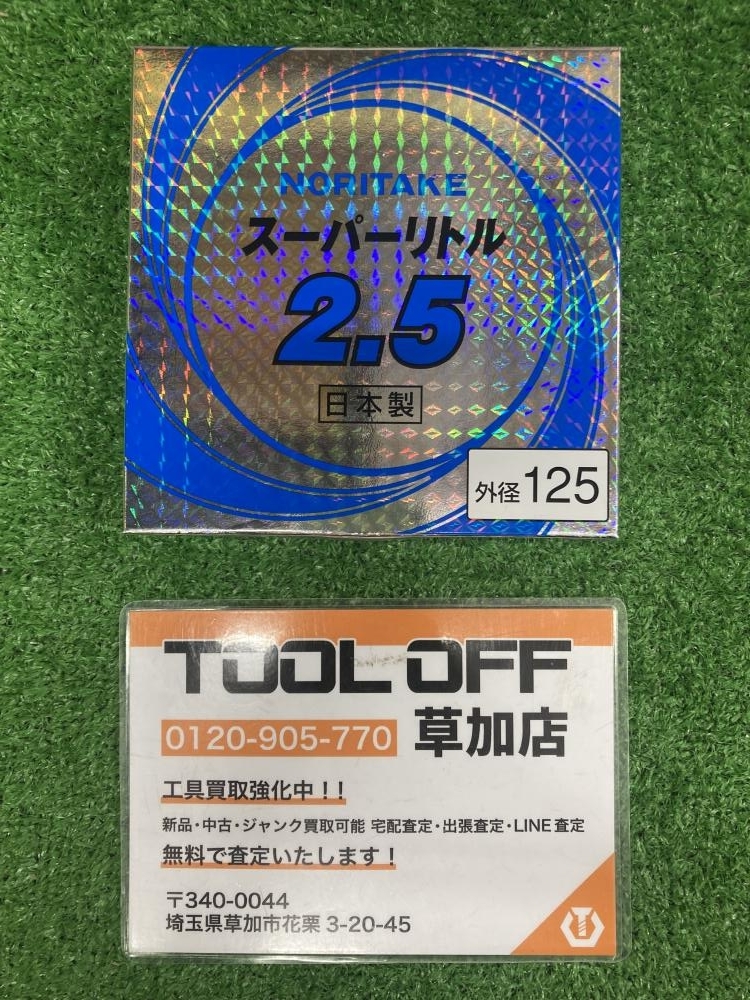 NORITAKE
スーパーリトル
2.5
日本製
外径125
TOOL OFF
0120-905-770 草加店
工具買取強化中!!
新品・中古・ジャンク買取可能 宅配査定・出張査定・LINE査定
無料で査定いたします!
〒340-0044
埼玉県草加市花栗 3-20-45